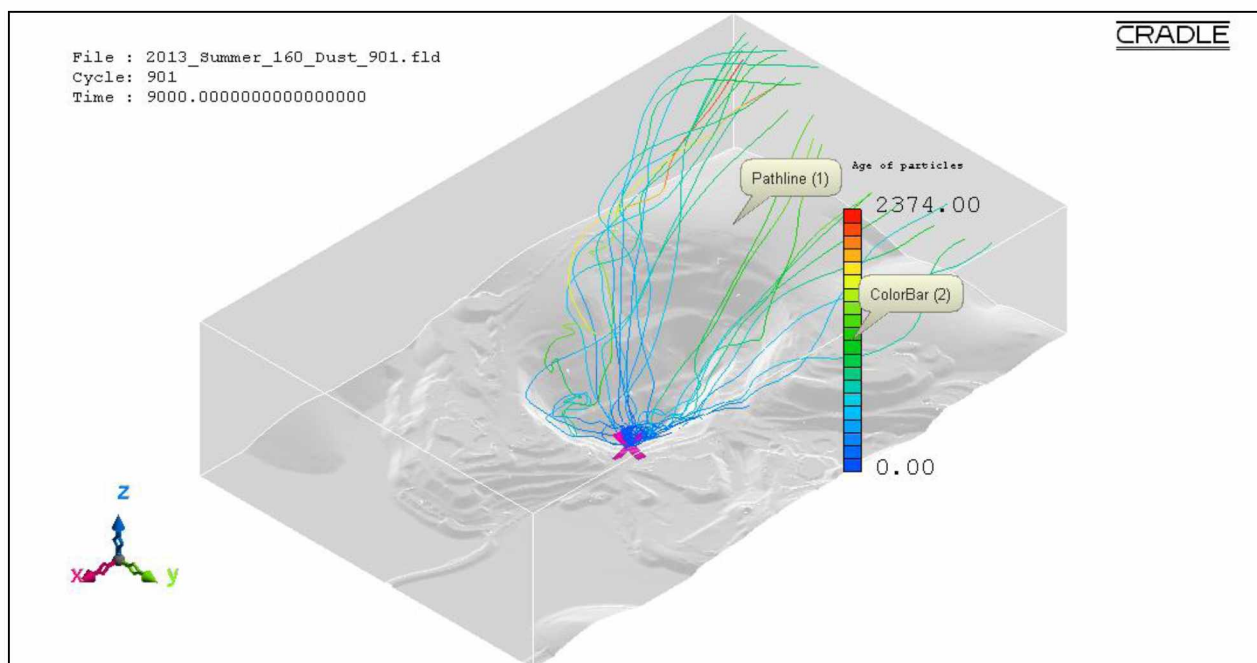 File : 2013_Summer_160_Dust_901.fld
Cycle: 901
Time : 9000.0000000000000000
CRADLE
Age of particles
Pathline (1)
2374.00
ColorBar (2)
0.00
z
x
y